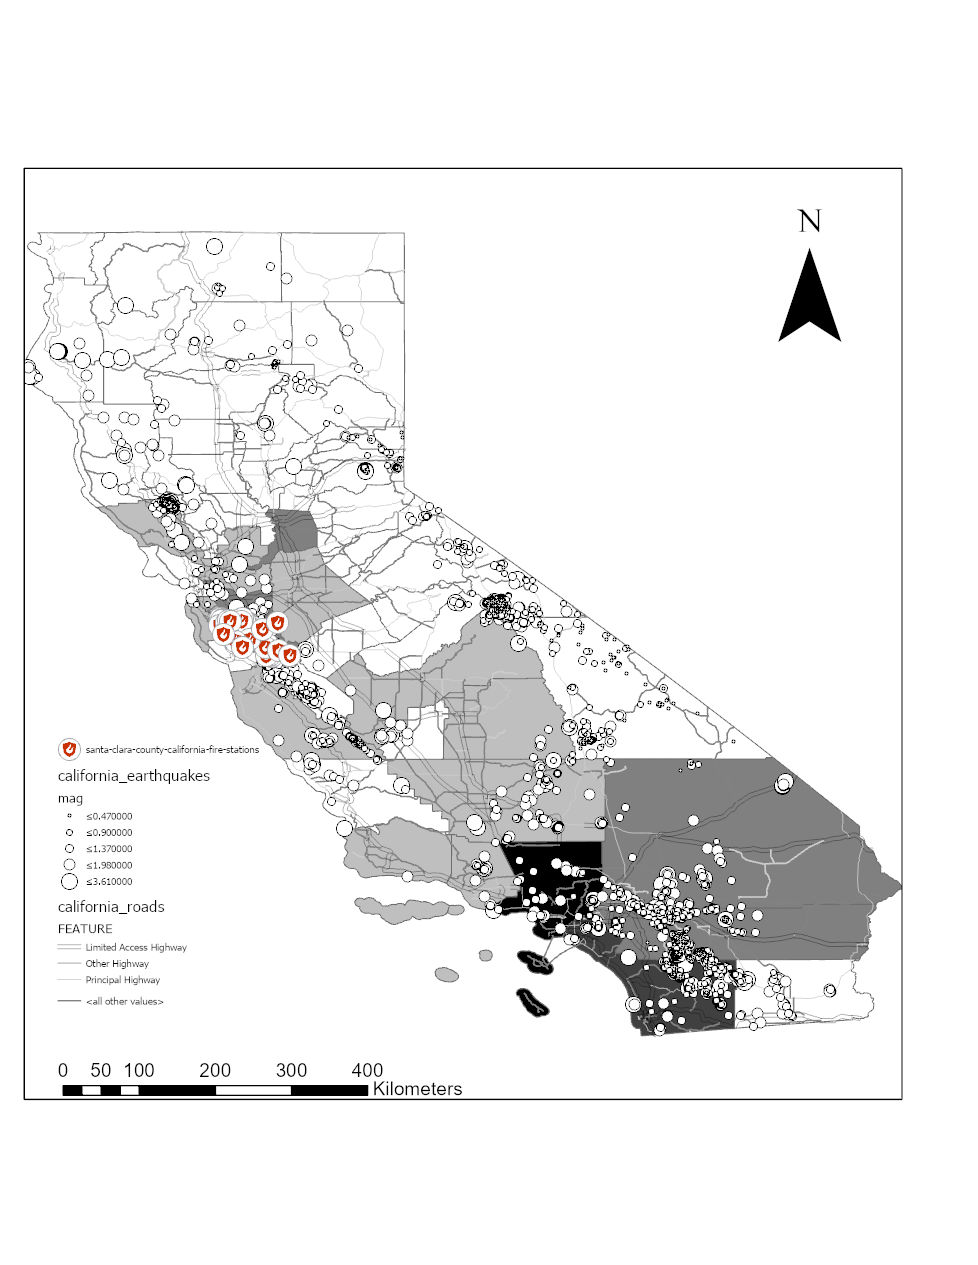 N
santa-clara-county-california-fire-stations
california_earthquakes
mag
≤0.470000
≤0.900000
≤1.370000
≤1.980000
≤3.610000
california_roads
FEATURE
Limited Access Highway
Other Highway
Principal Highway
<all other values>
0 50 100 200 300 400
Kilometers